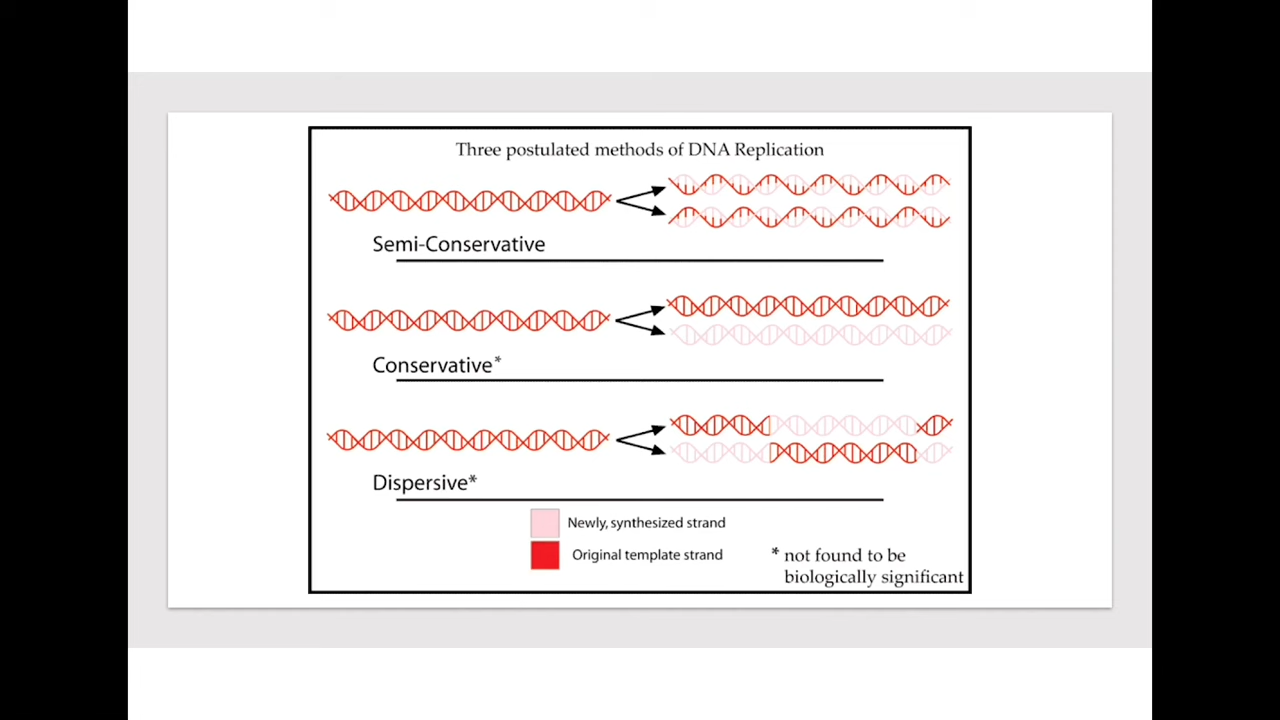 Three postulated methods of DNA Replication
Semi-Conservative
Conservative*
Dispersive*
Newly, synthesized strand
Original template strand
* not found to be
biologically significant